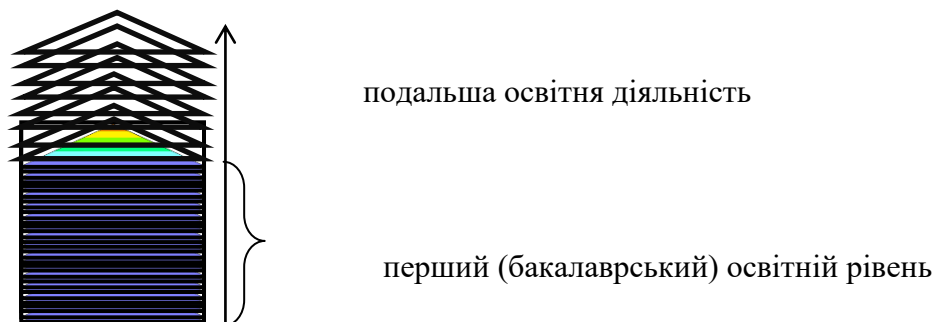 подальша освітня діяльність
перший (бакалаврський) освітній рівень